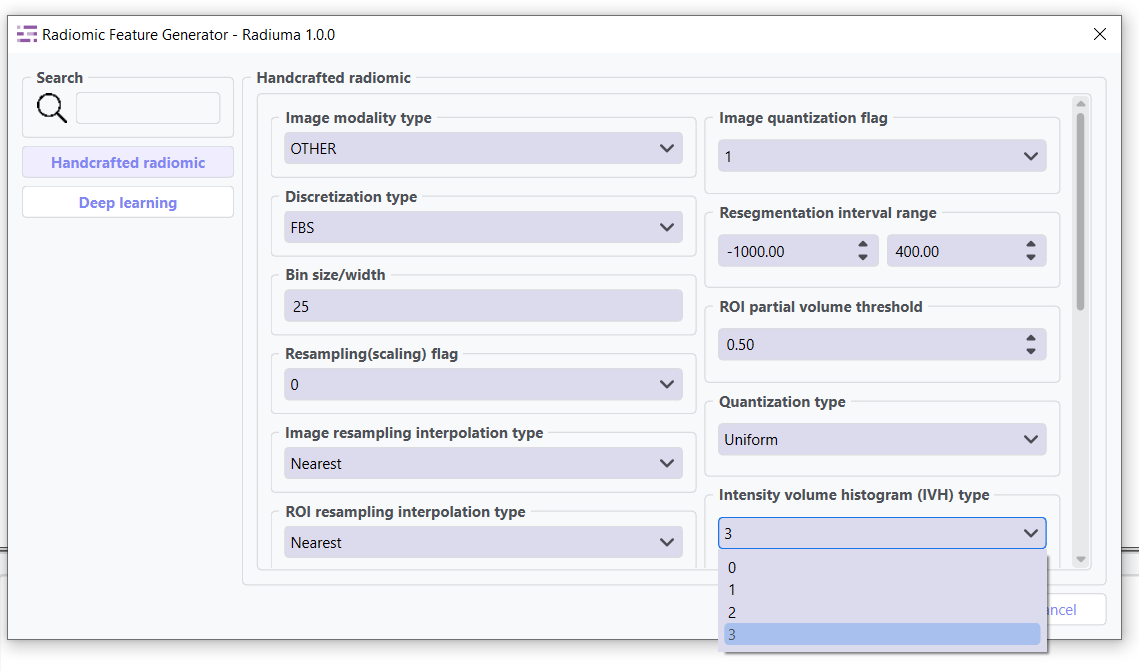 Radiomic Feature Generator - Radiuma 1.0.0
Search
Handcrafted radiomic
Deep learning
Handcrafted radiomic
Image modality type
OTHER
Discretization type
FBS
Bin size/width
25
Resampling(scaling) flag
0
Image resampling interpolation type
Nearest
ROI resampling interpolation type
Nearest
Image quantization flag
1
Resegmentation interval range
-1000.00 400.00
ROI partial volume threshold
0.50
Quantization type
Uniform
Intensity volume histogram (IVH) type
3
0
1
2
3